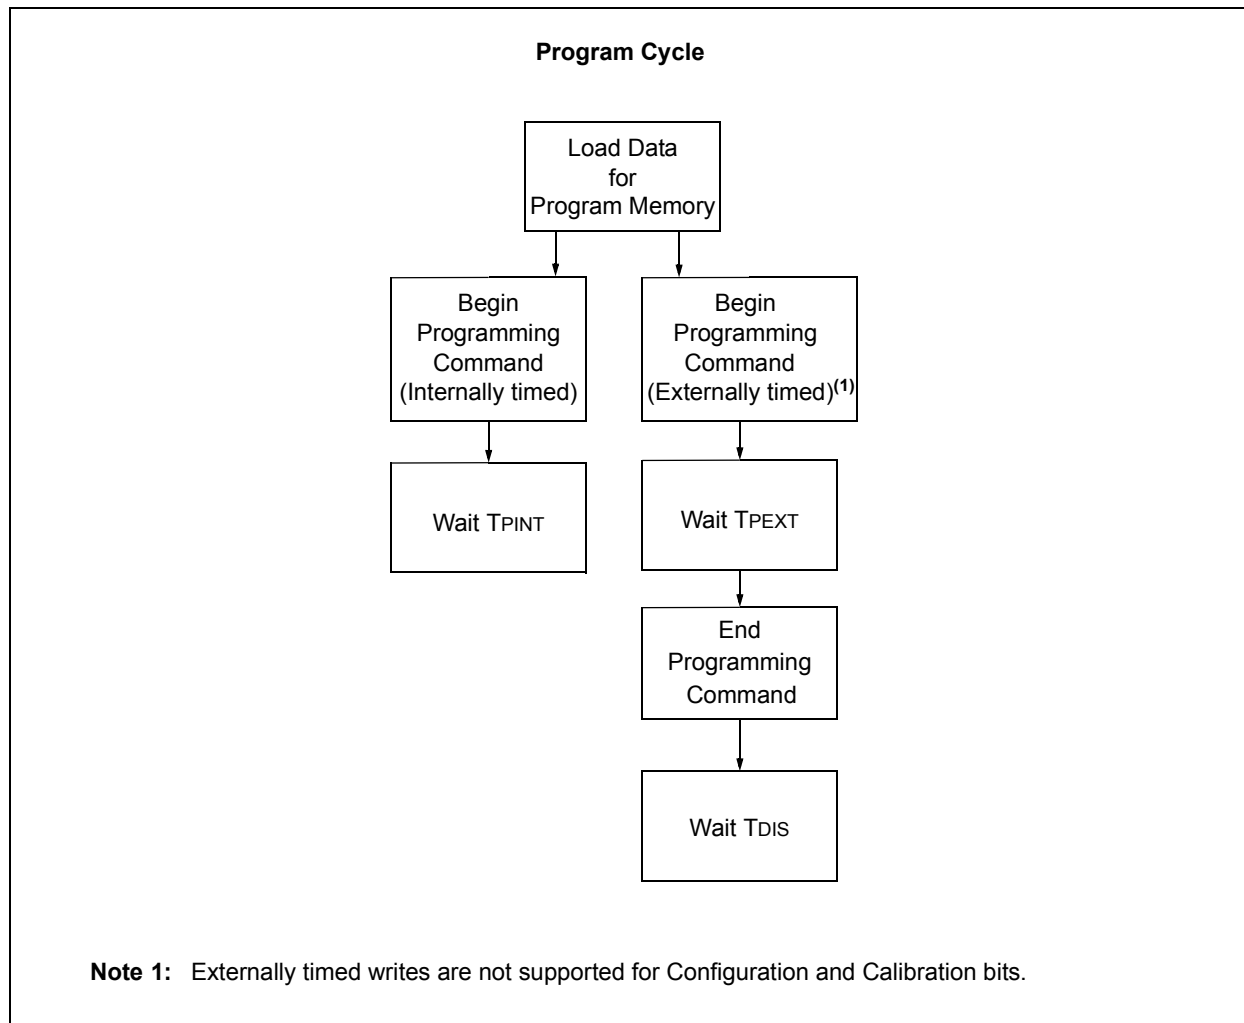 Program Cycle
Load Data
for
Program Memory
Begin
Programming
Command
(Internally timed)
Begin
Programming
Command
(Externally timed)(1)
Wait TPINT
Wait TPEXT
End
Programming
Command
Wait TDIS
Note 1: Externally timed writes are not supported for Configuration and Calibration bits.